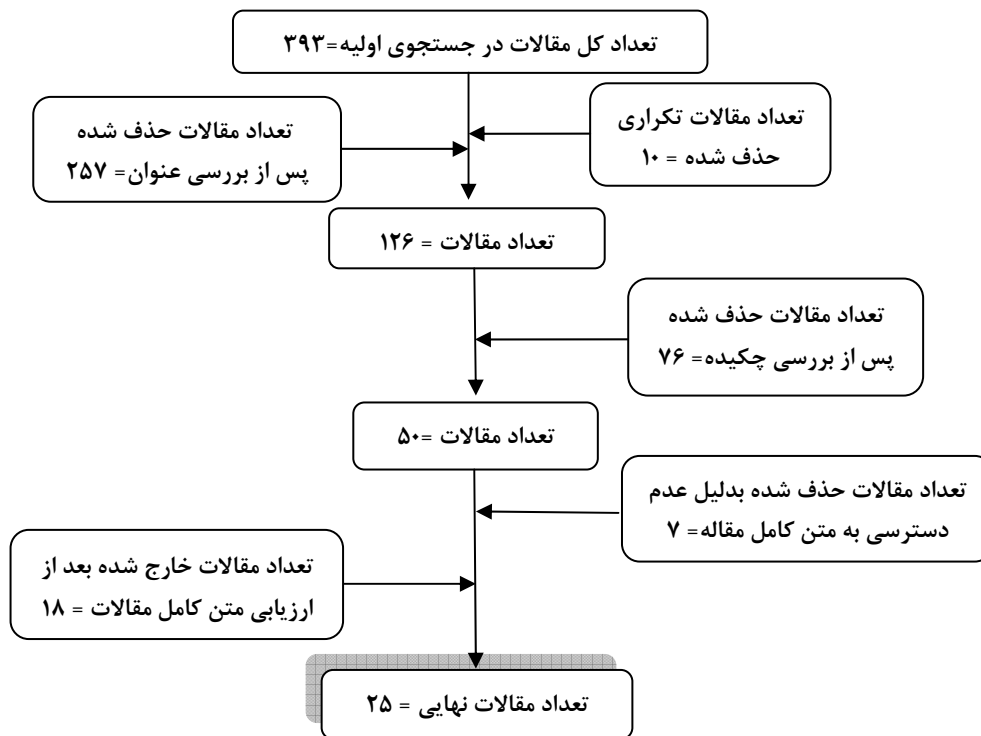 تعداد کل مقالات در جستجوی اولیه=۳۹۳
تعداد مقالات تکراری
حذف شده = ۱۰
تعداد مقالات حذف شده
پس از بررسی عنوان= ۲۵۷
تعداد مقالات = ۱۲۶
تعداد مقالات حذف شده
پس از بررسی چکیده= ۷۶
تعداد مقالات =۵۰
تعداد مقالات حذف شده بدلیل عدم
دسترسی به متن کامل مقاله= ۷
تعداد مقالات خارج شده بعد از
ارزیابی متن کامل مقالات = ۱۸
تعداد مقالات نهایی = ۲۵